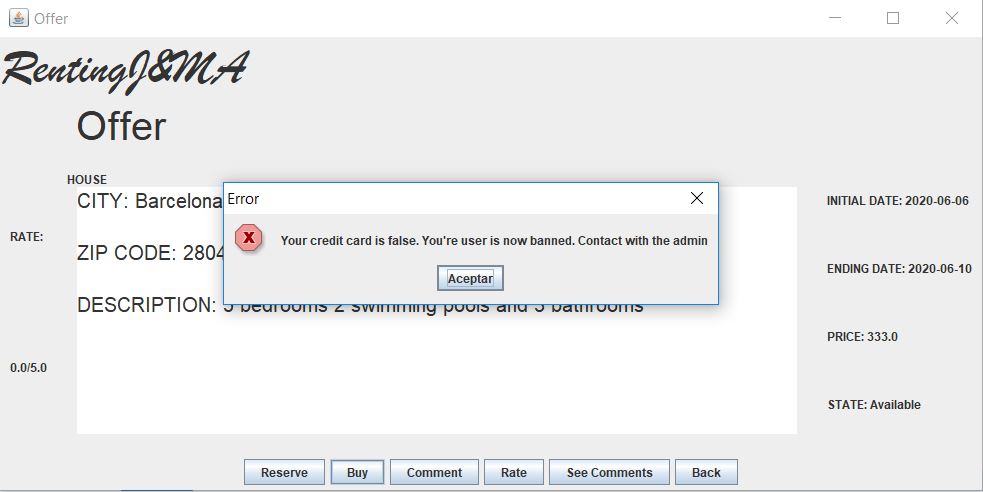 Offer
RentingJ&MA
Offer
HOUSE
CITY: Barcelona
INITIAL DATE: 2020-06-06
RATE:
ZIP CODE: 2804
ENDING DATE: 2020-06-10
DESCRIPTION: bedrooms 2 swimming pools and bathrooms
PRICE: 333.0
0.0/5.0
STATE: Available
Error
Your credit card is false. You're user is now banned. Contact with the admin
Aceptar
Reserve
Buy
Comment
Rate
See Comments
Back